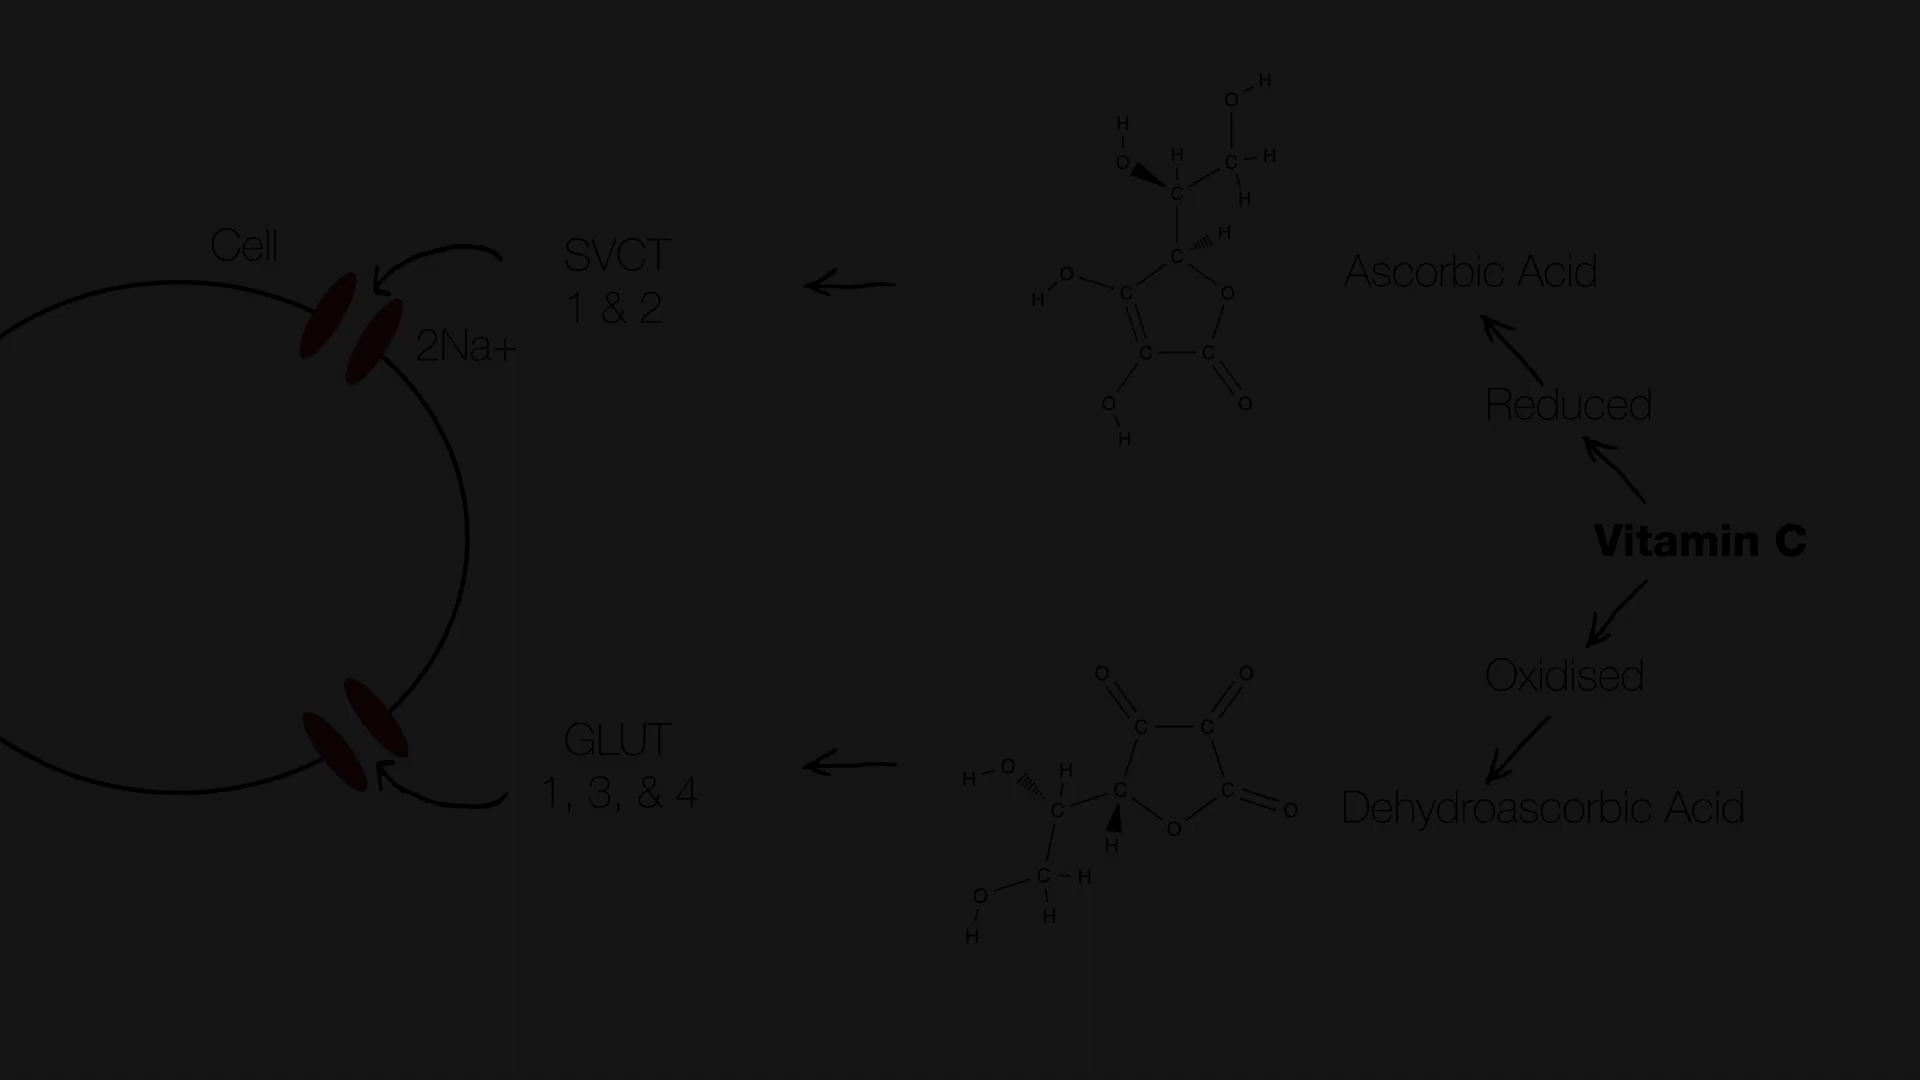 Cell
SVCT
1 & 2
2Na+
Ascorbic Acid
Reduced
Vitamin C
Oxidised
Dehydroascorbic Acid
GLUT
1, 3, & 4
H
O
H
O
H
C
H
H
C
H
C
O
H
C
O
C
C
O
O
H
O
O
C
C
O
H
H
C
C
C
O
O
H
C
H
O
H
H